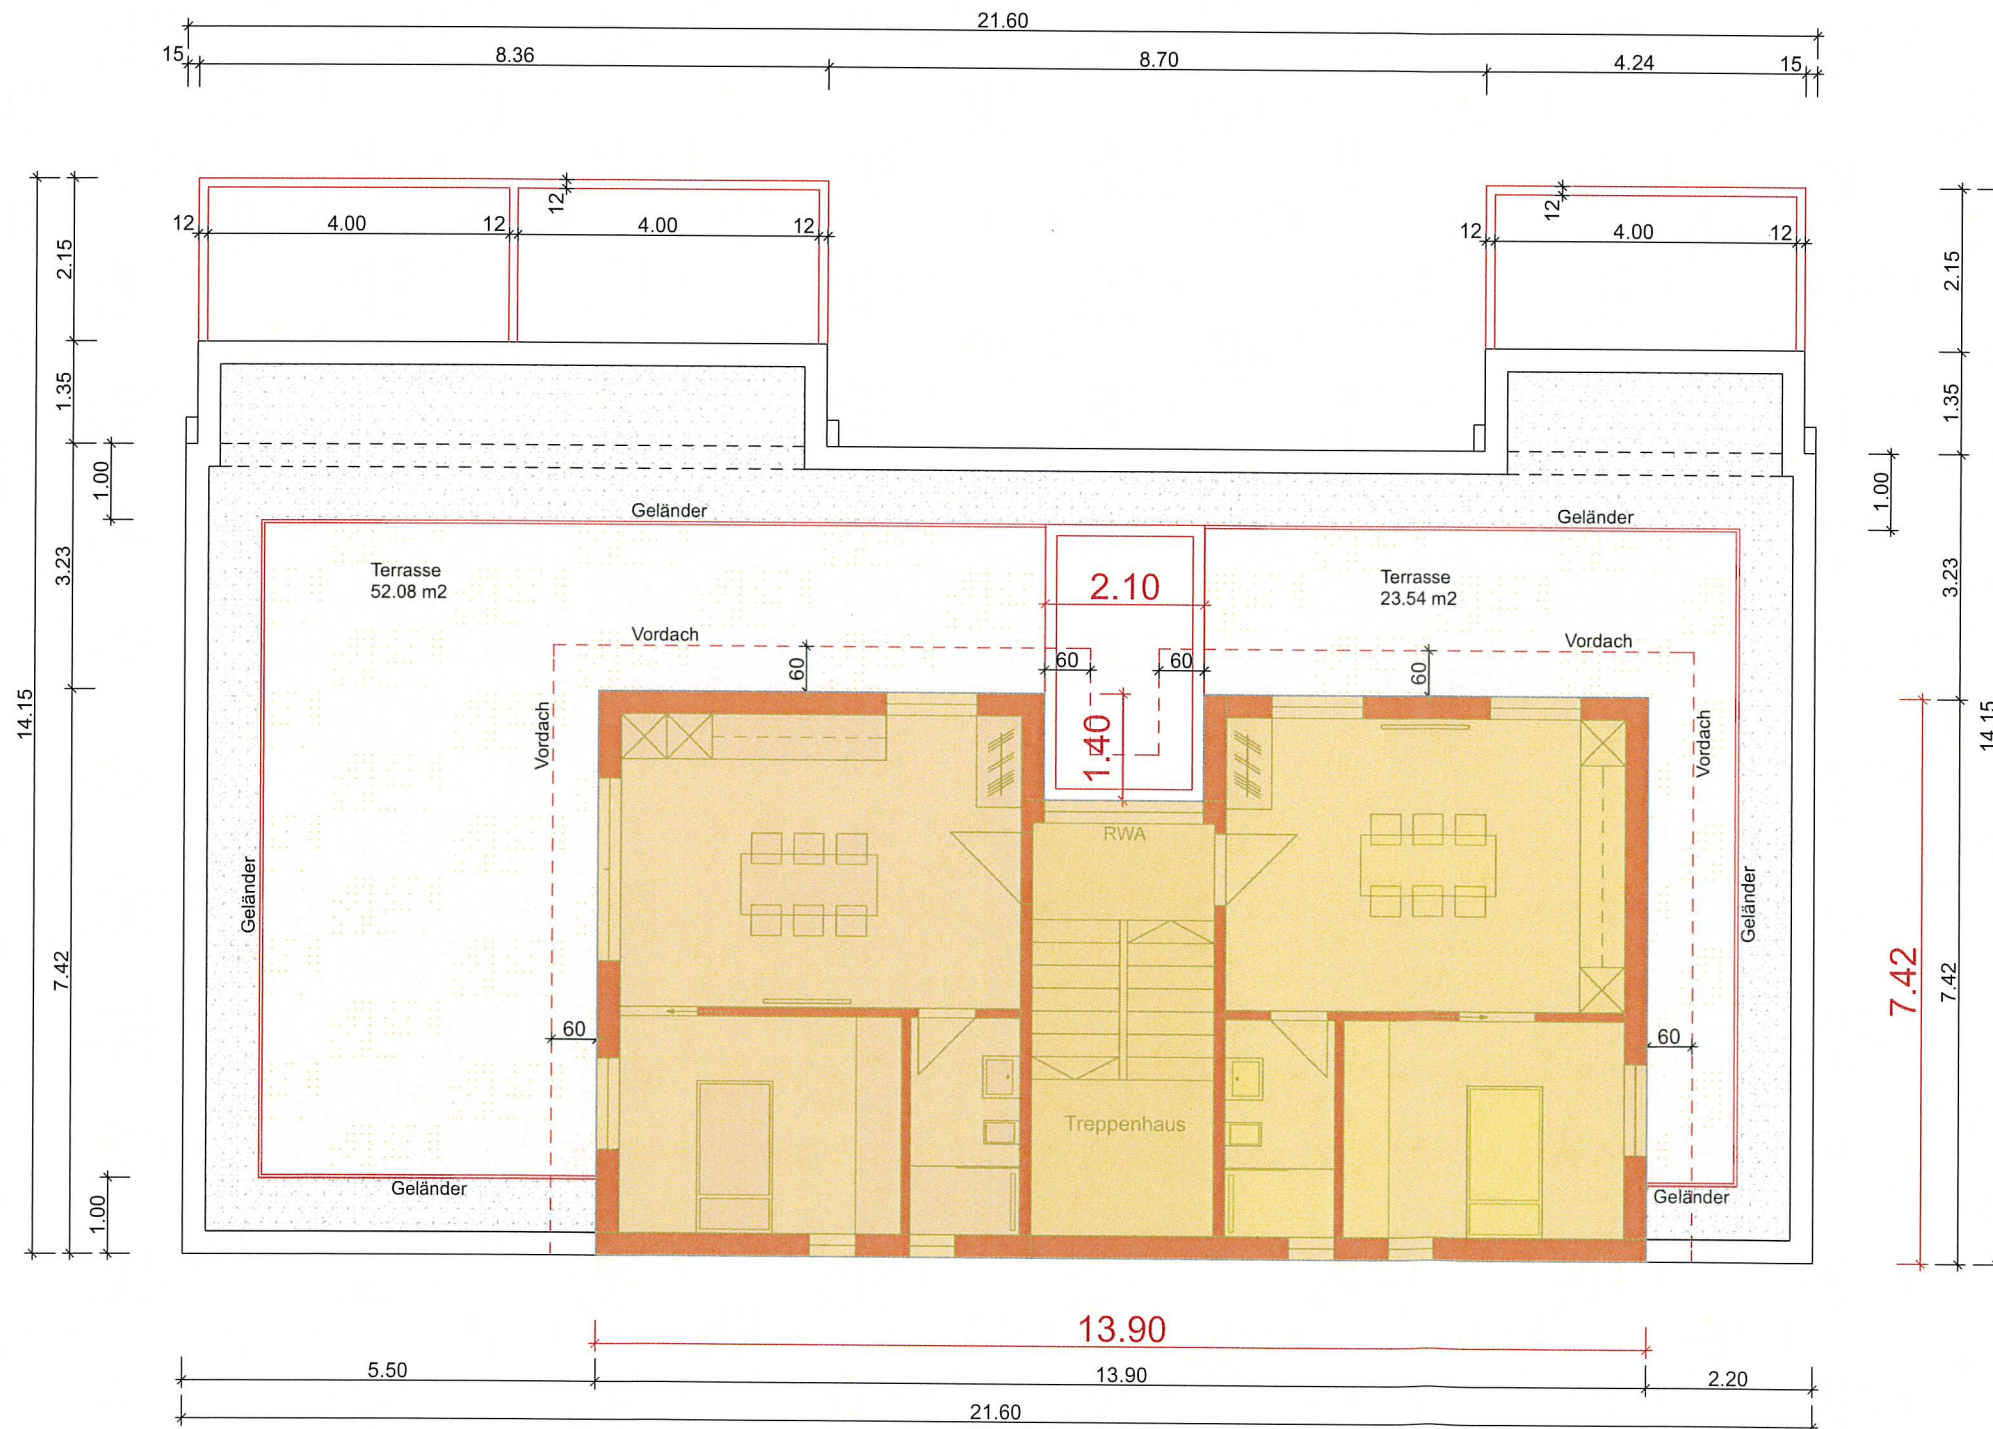 21.60
15
8.36
8.70
4.24
15
12
12
12
4.00
12
4.00
12
12
4.00
12
2.15
2.15
1.35
1.35
1.00
1.00
Geländer
Geländer
3.23
3.23
Terrasse
52.08 m2
2.10
Terrasse
23.54 m2
Vordach
Vordach
60
60
60
60
14.15
14.15
Vordach
1.40
Vordach
RWA
Geländer
Geländer
7.42
7.42
7.42
60
60
Treppenhaus
1.00
Geländer
Geländer
13.90
5.50
13.90
2.20
21.60